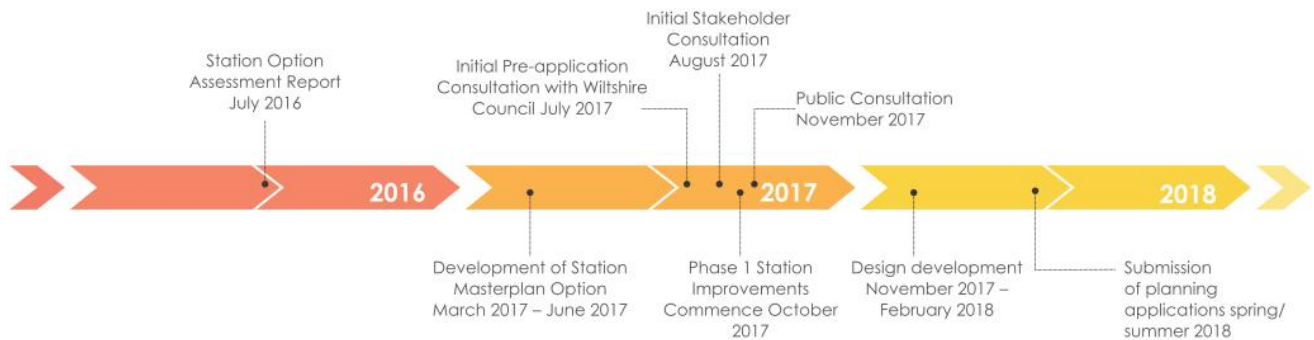 Station Option
Assessment Report
July 2016
Initial Pre-application
Consultation with Wiltshire
Council July 2017
Initial Stakeholder
Consultation
August 2017
Public Consultation
November 2017
2016
2017
2018
Development of Station
Masterplan Option
March 2017 – June 2017
Phase 1 Station
Improvements
Commence October
2017
Design development
November 2017 –
February 2018
Submission
of planning
applications spring/
summer 2018